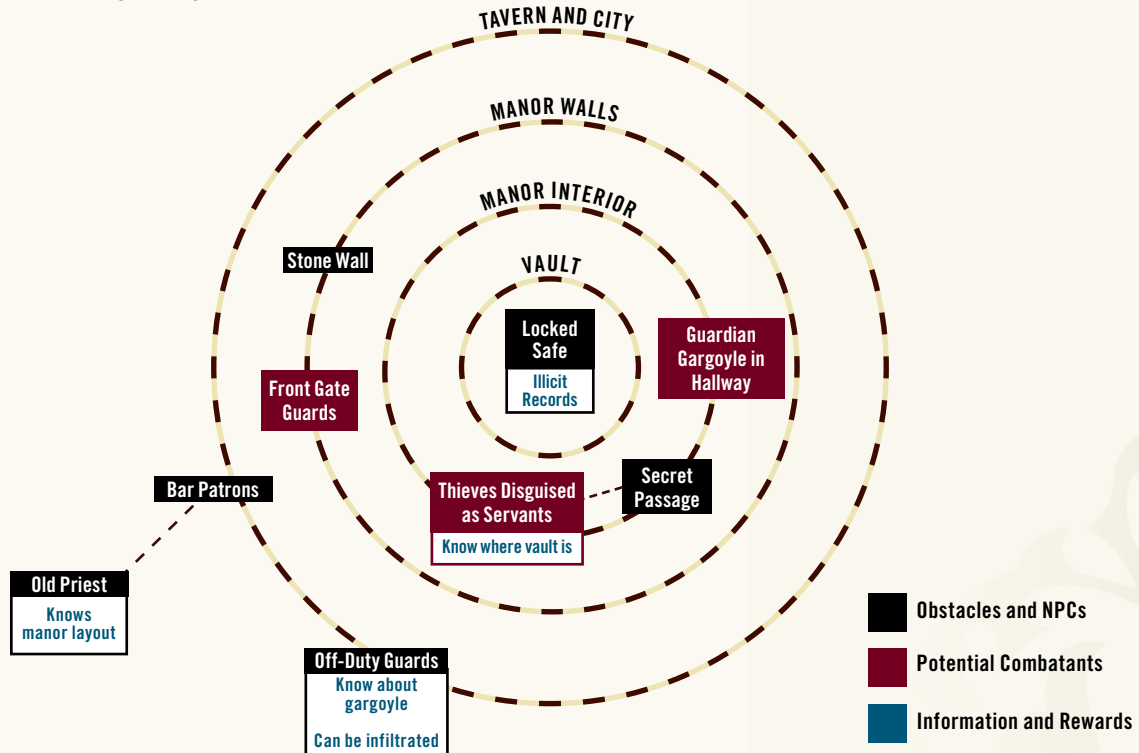 TAVERN AND CITY
MANOR WALLS
MANOR INTERIOR
VAULT
Stone Wall
Locked
Safe
Illicit
Records
Guardian
Gargoyle in
Hallway
Front Gate
Guards
Bar Patrons
Thieves Disguised
as Servants
Know where vault is
Secret
Passage
Old Priest
Knows
manor layout
Off-Duty Guards
Know about
gargoyle
Can be infiltrated
Obstacles and NPCs
Potential Combatants
Information and Rewards